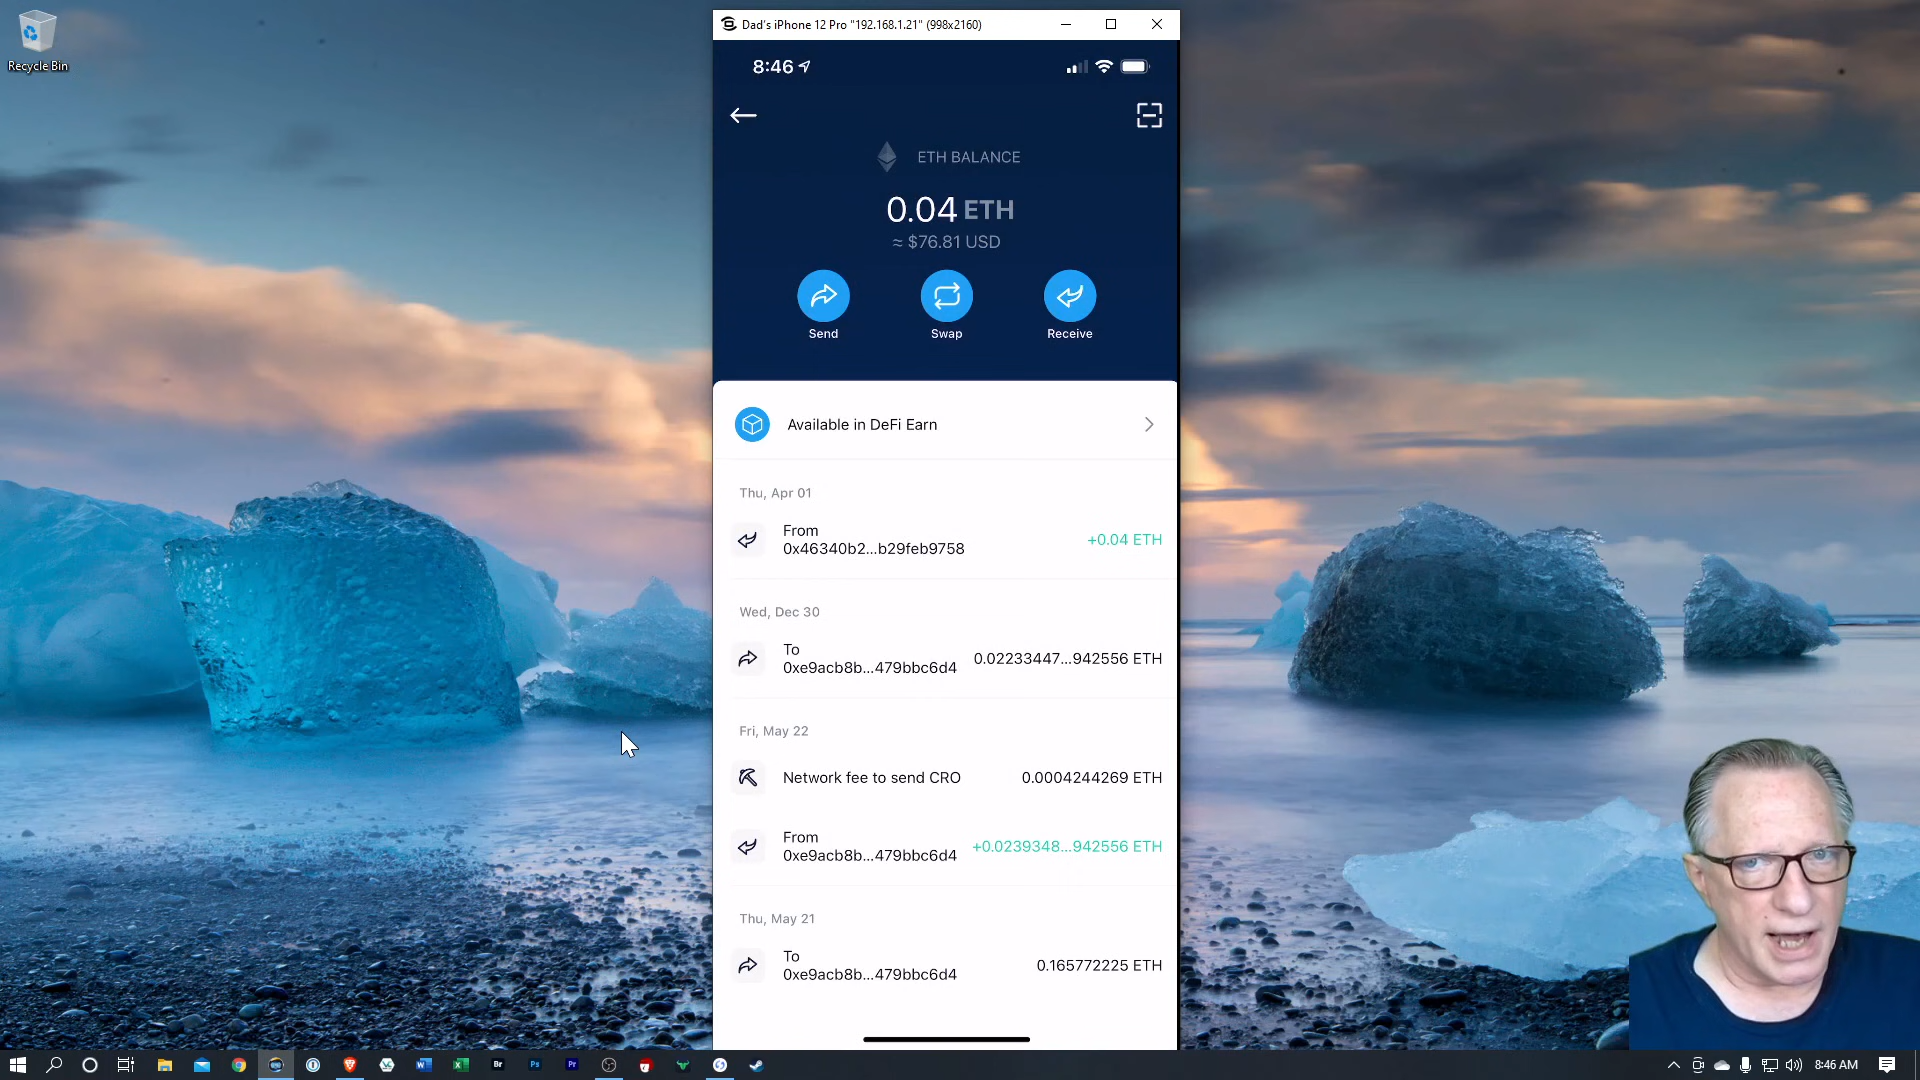 Recycle Bin
Dad's iPhone 12 Pro "192.168.1.21" (998x2160)
8:46
ETH BALANCE
0.04 ETH
≈ $76.81 USD
Send
Swap
Receive
Available in DeFi Earn
Thu, Apr 01
From
0x46340b2...b29feb9758
+0.04 ETH
Wed, Dec 30
To
0xe9acb8b...479bbc6d4
0.02233447...942556 ETH
Fri, May 22
Network fee to send CRO
0.0004244269 ETH
From
0xe9acb8b...479bbc6d4
+0.0239348...942556 ETH
Thu, May 21
To
0xe9acb8b...479bbc6d4
0.165772225 ETH
Br
Ps
Pr
8:46 AM